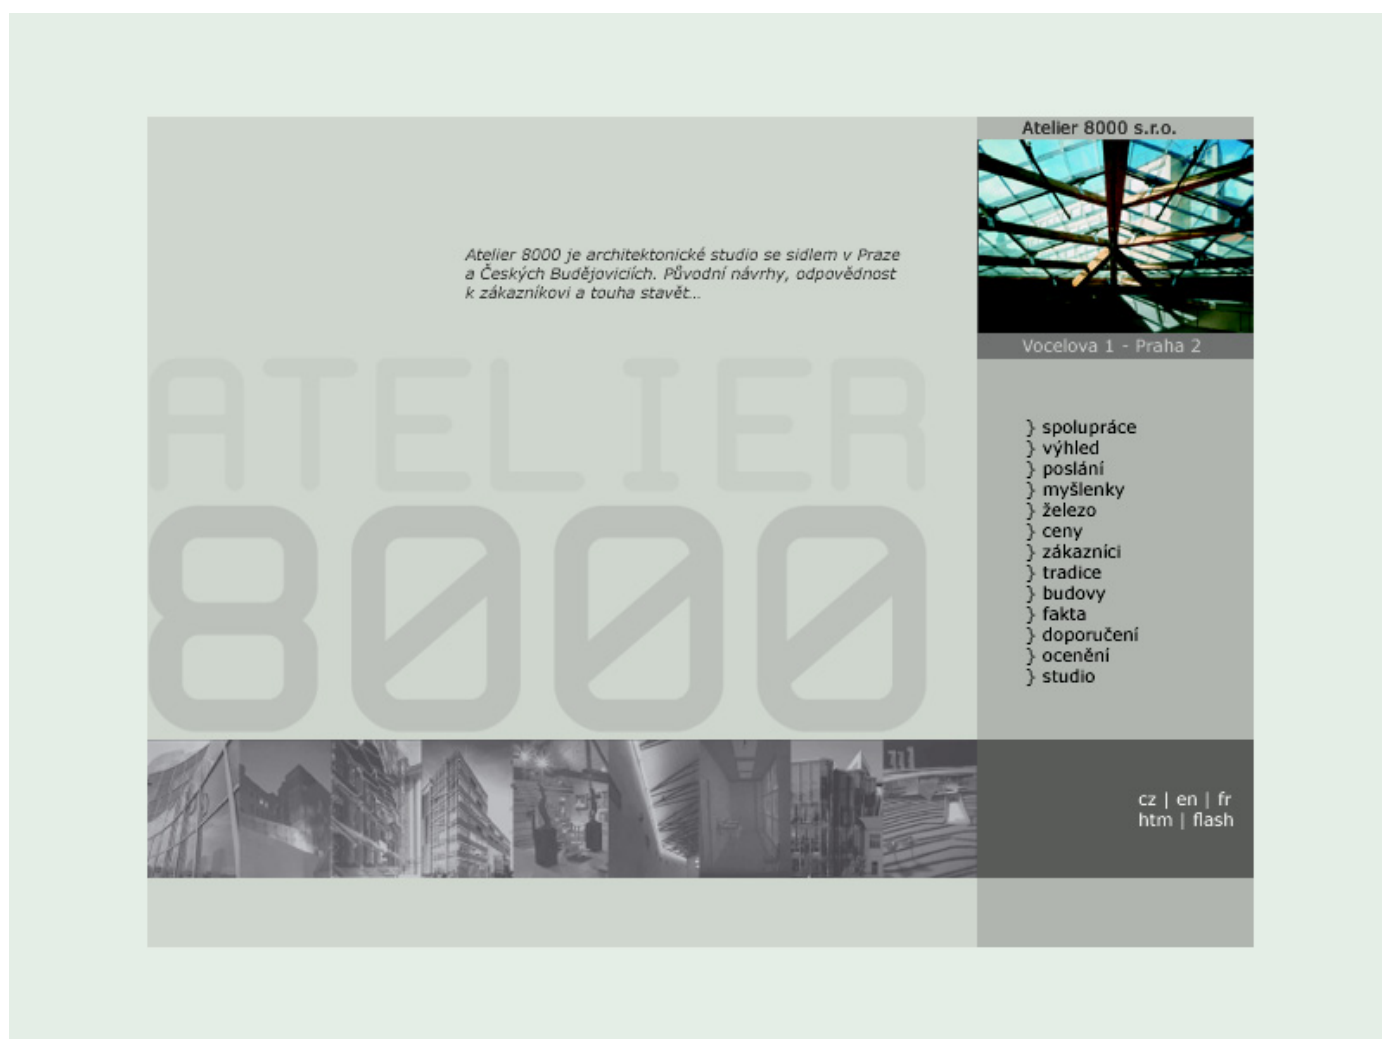 Atelier 8000 s.r.o.
Atelier 8000 je architektonické studio se sidlem v Praze
a Českých Budějoviciích. Původní návrhy, odpovědnost
k zákazníkovi a touha stavět...
Vocelova 1 - Praha 2
ATELIER
8000
} spolupráce
} výhled
} poslání
} myšlenky
} železo
} ceny
} zákazníci
} tradice
} budovy
} fakta
} doporučení
} ocenění
} studio
cz | en | fr
htm | flash